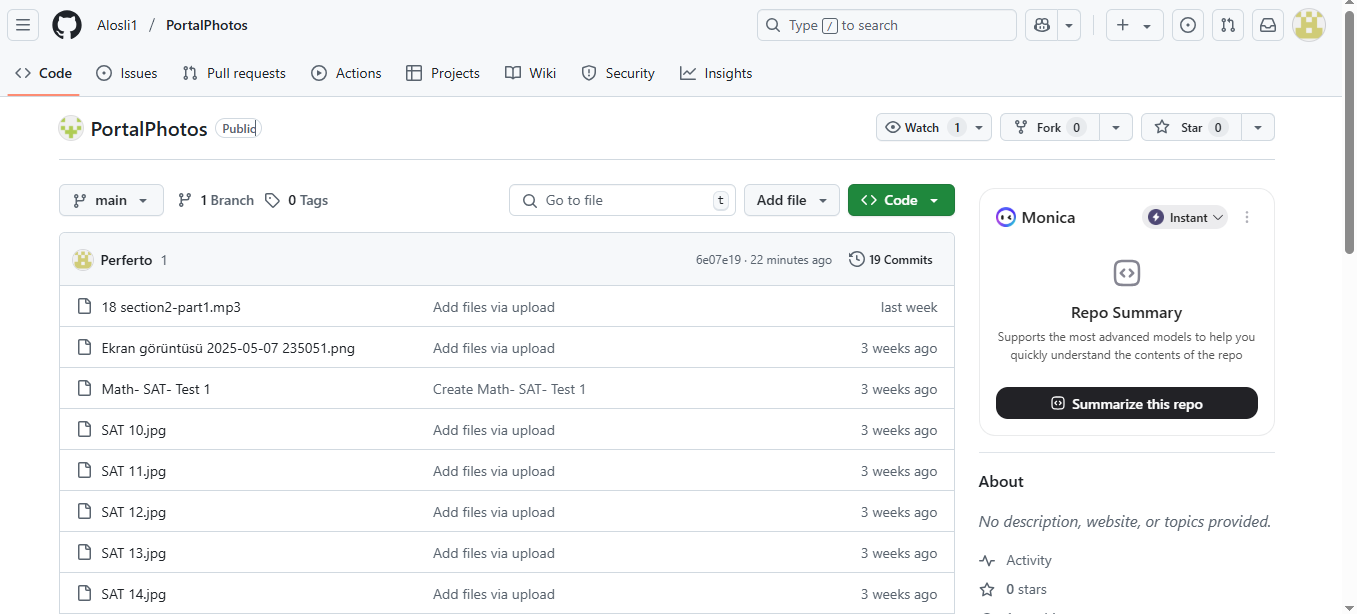 Alosli1 / PortalPhotos
Type / to search
Code Issues Pull requests Actions Projects Wiki Security Insights
PortalPhotos Public
Watch 1 Fork 0 Star 0
main 1 Branch 0 Tags Go to file t Add file Code
Perferto 1 6e07e19 · 22 minutes ago 19 Commits
18 section2-part1.mp3 Add files via upload last week
Ekran görüntüsü 2025-05-07 235051.png Add files via upload 3 weeks ago
Math- SAT- Test 1 Create Math- SAT- Test 1 3 weeks ago
SAT 10.jpg Add files via upload 3 weeks ago
SAT 11.jpg Add files via upload 3 weeks ago
SAT 12.jpg Add files via upload 3 weeks ago
SAT 13.jpg Add files via upload 3 weeks ago
SAT 14.jpg Add files via upload 3 weeks ago
Monica Instant
Repo Summary
Supports the most advanced models to help you
quickly understand the contents of the repo
Summarize this repo
About
No description, website, or topics provided.
Activity
0 stars